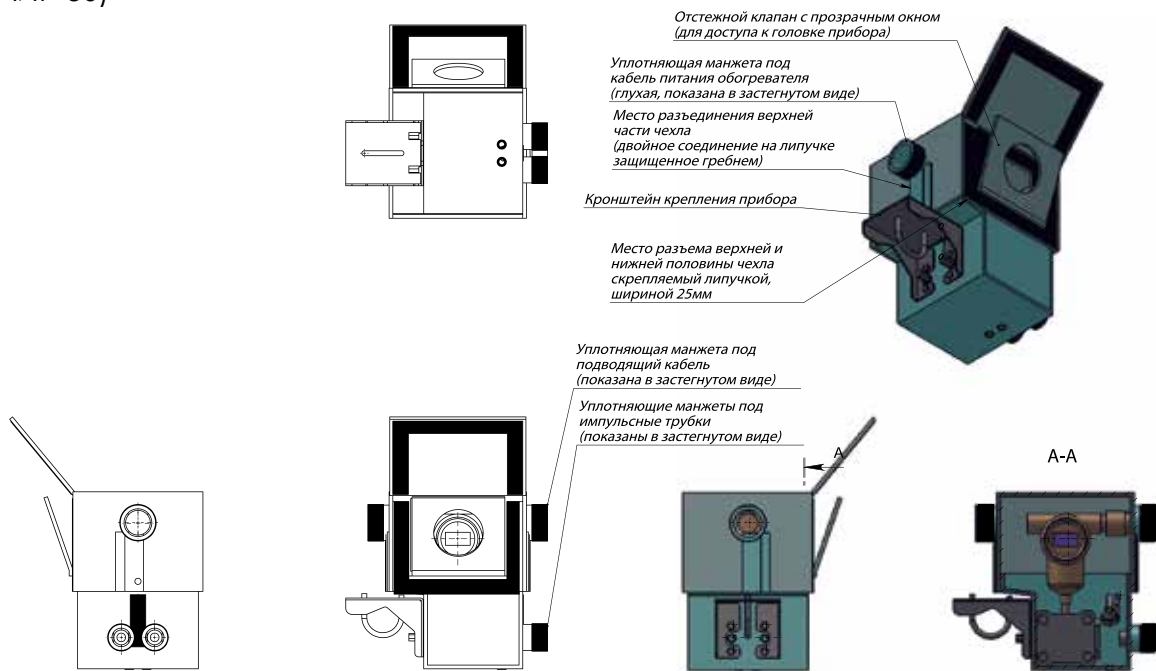 Отстежной клапан с прозрачным окном
(для доступа к головке прибора)
Уплотняющая манжета под
кабель питания обогревателя
(глухая, показана в застегнутом виде)
Место разъединения верхней
части чехла
(двойное соединение на липучке
защищенное гребнем)
Кронштейн крепления прибора
Место разъема верхней и
нижней половины чехла
скрепляемый липучкой,
шириной 25мм
Уплотняющая манжета под
подводящий кабель
(показана в застегнутом виде)
Уплотняющие манжеты под
импульсные трубки
(показаны в застегнутом виде)
А
А-А